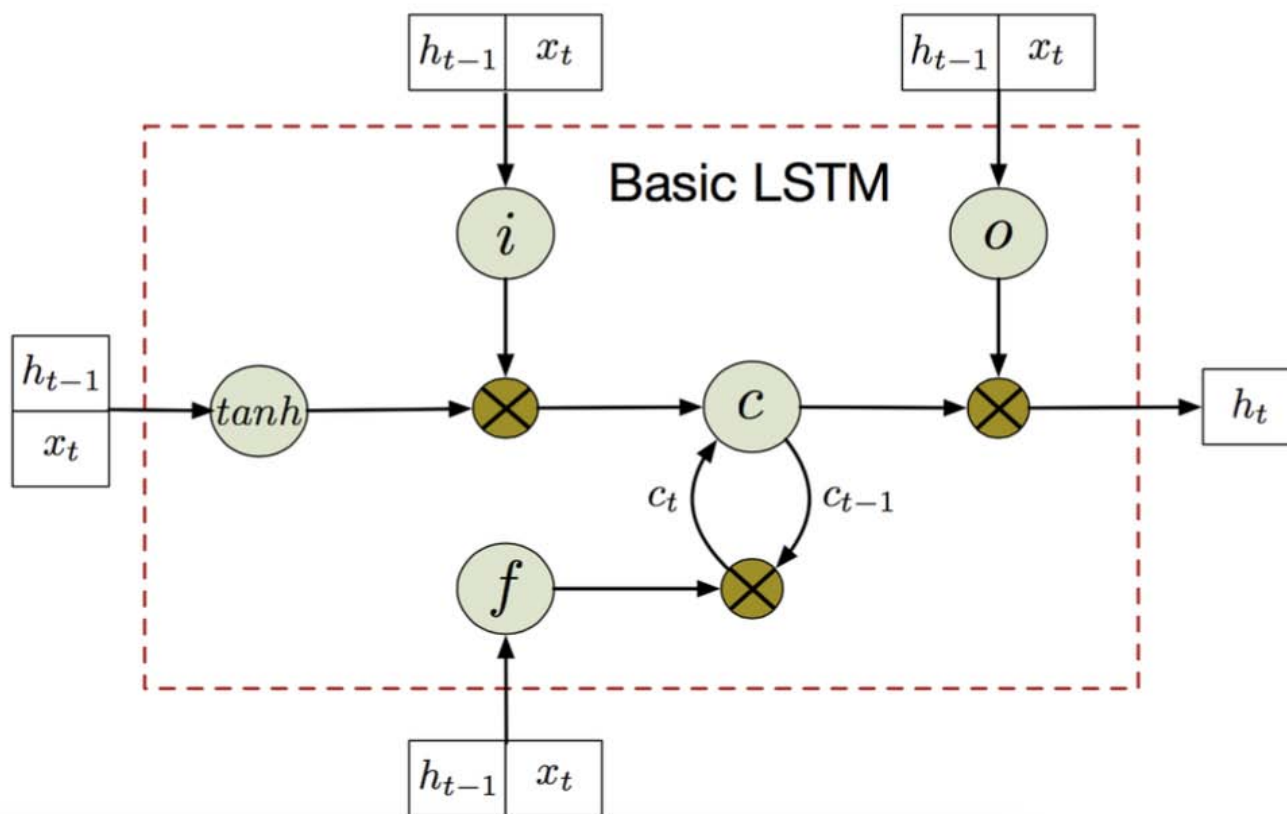 h_{t-1} x_t
h_{t-1} x_t
Basic LSTM
i
o
h_{t-1}
x_t
tanh
c
h_t
c_t
c_{t-1}
f
h_{t-1} x_t